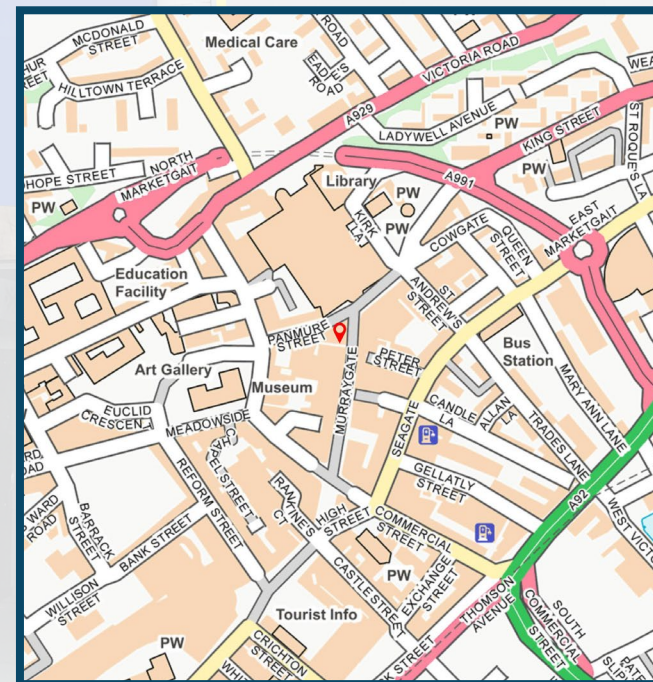 MCDONALD
STREET
Medical Care
ROAD
EADIE'S
ROAD
VICTORIA ROAD
HILLTOWN TERRACE
A929
LADYWELL AVENUE
PW
KING STREET
ST ROQUE'S LA
NORTH
MARKETGAIT
HOPE STREET
Library
A991
PW
PW
PW
PW
KIRK
LA
COWGATE
QUEEN
STREET
EAST
MARKETGAIT
Education
Facility
ST
ANDREW'S
STREET
PANMURE
STREET
Bus
Station
PETER
STREET
Art Gallery
Museum
MURRAYGATE
SEAGATE
MARY ANN LANE
EUCLID
CRESCENT
MEADOWSIDE
CANDLE
LA
ALLAN
LA
TRADES LANE
CHAPEL STREET
GELLATLY
STREET
A92
ROAD
WARD
ROAD
BARRACK
STREET
REFORM STREET
RANKINE'S
CT
HIGH
STREET
COMMERCIAL
STREET
BANK STREET
PW
EXCHANGE
STREET
CASTLE STREET
WILLISON
STREET
THOMSON
AVENUE
SOUTH
COMMERCIAL
STREET
Tourist Info
PW
CRICHTON
STREET